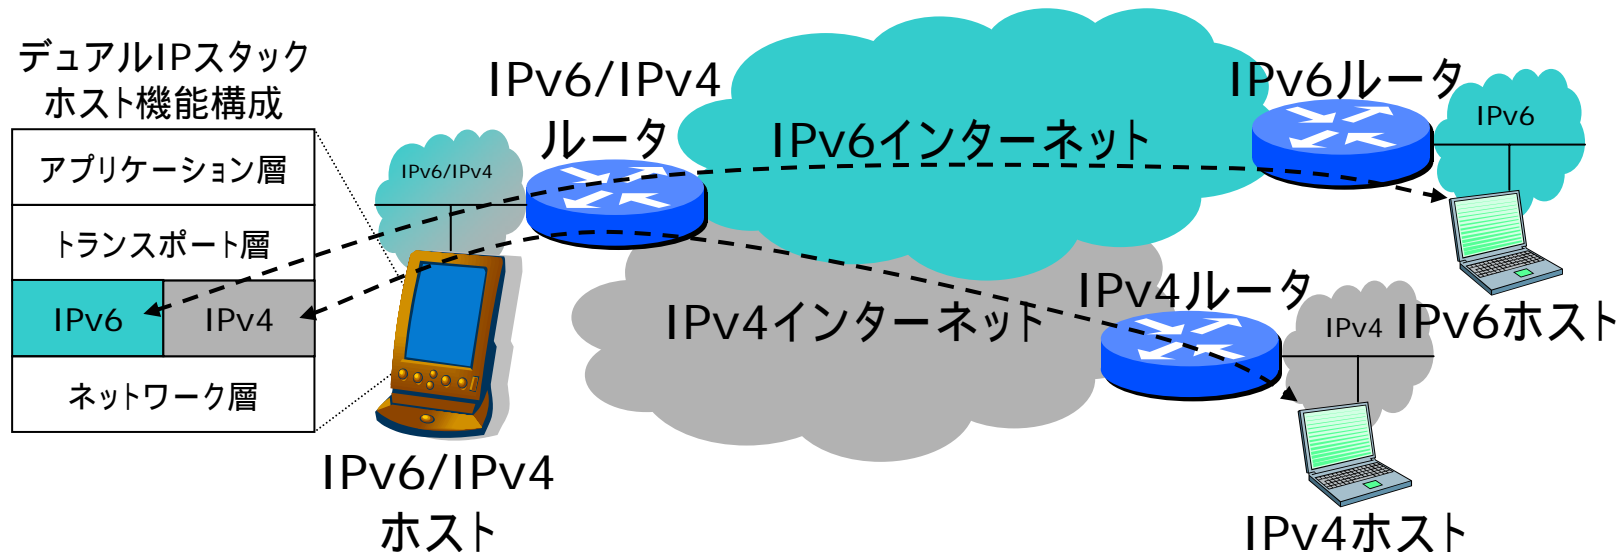 デュアルIPスタック
ホスト機能構成
アプリケーション層
トランスポート層
IPv6
IPv4
ネットワーク層
IPv6/IPv4
IPv6/IPv4
ホスト
IPv6/IPv4
ルータ
IPv6インターネット
IPv4インターネット
IPv6ルータ
IPv6
IPv6ホスト
IPv4ルータ
IPv4
IPv4ホスト